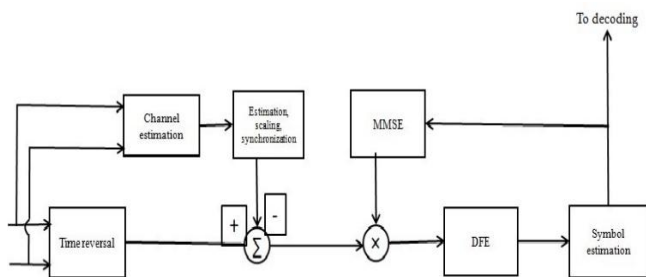 To decoding
Channel
estimation
Estimation,
scaling,
synchronization
MMSE
+
-
Time reversal
Σ
×
DFE
Symbol
estimation